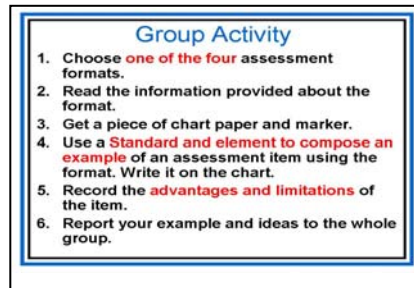 Group Activity
1. Choose one of the four assessment
formats.
2. Read the information provided about the
format.
3. Get a piece of chart paper and marker.
4. Use a Standard and element to compose an
example of an assessment item using the
format. Write it on the chart.
5. Record the advantages and limitations of
the item.
6. Report your example and ideas to the whole
group.